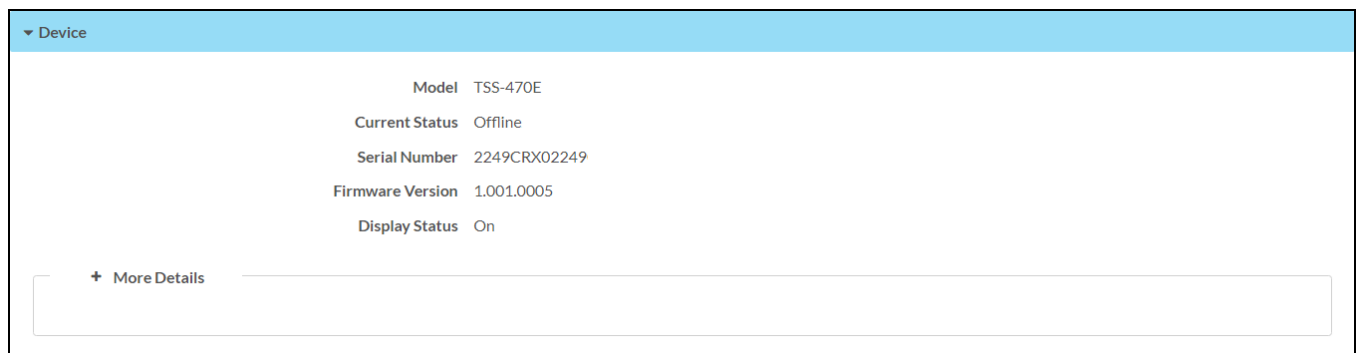 Device
Model TSS-470E
Current Status Offline
Serial Number 2249CRX02249
Firmware Version 1.001.0005
Display Status On
+ More Details